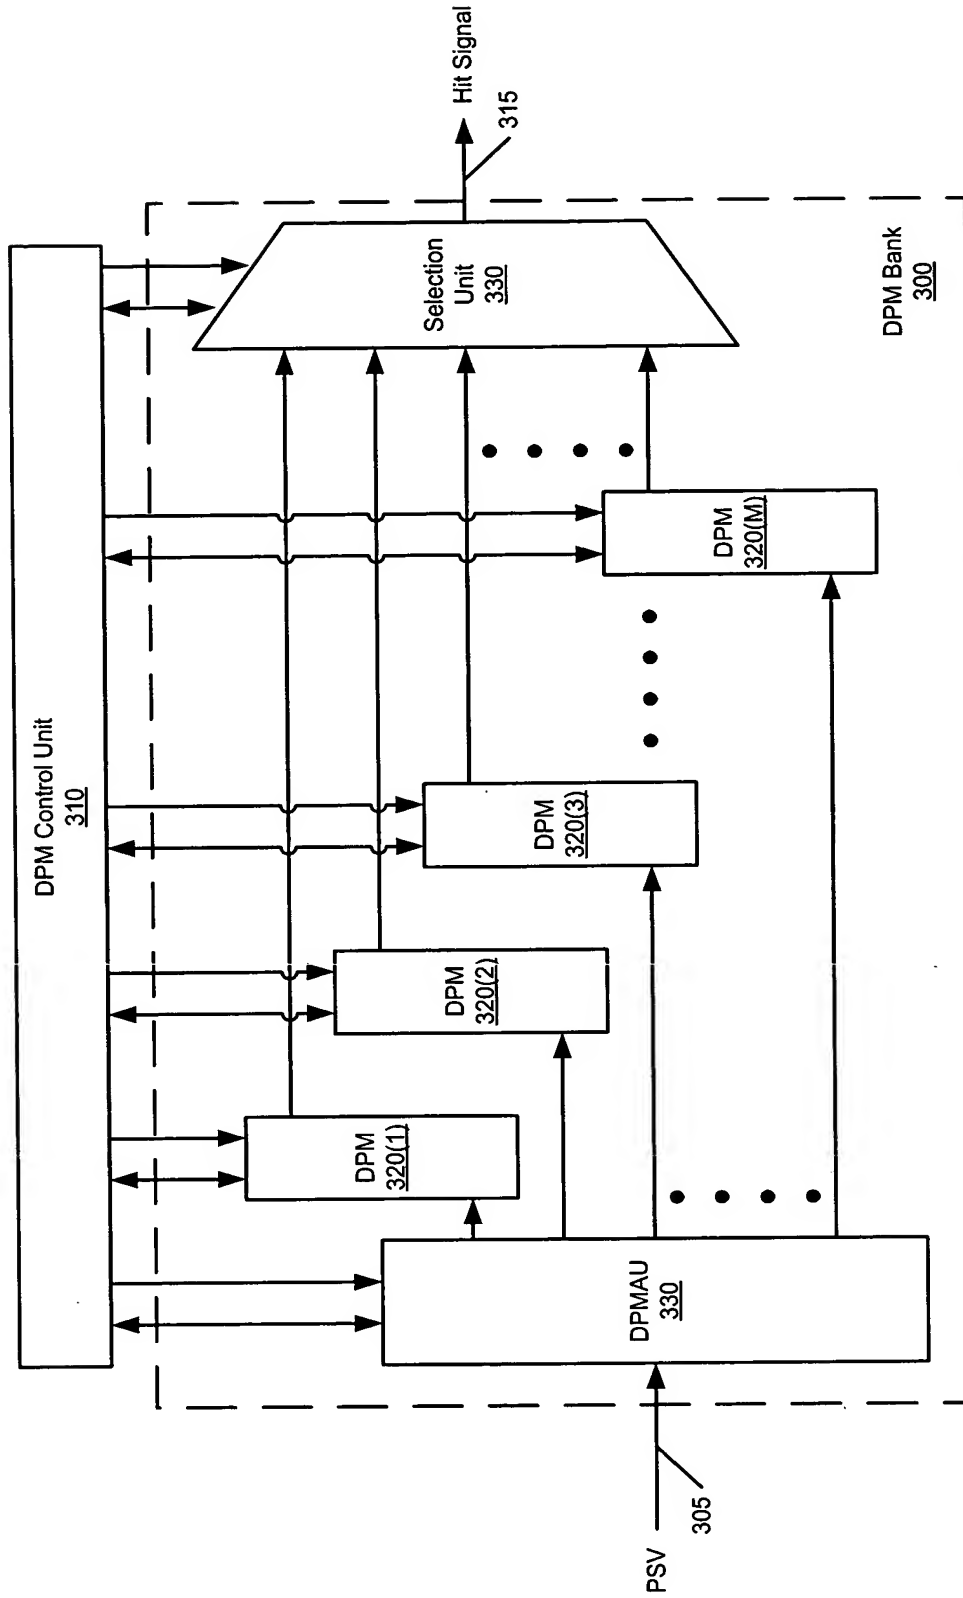 DPM Control Unit
310
PSV
305
DPMAU
330
DPM
320(1)
DPM
320(2)
DPM
320(3)
DPM
320(M)
Selection
Unit
330
Hit Signal
315
DPM Bank
300